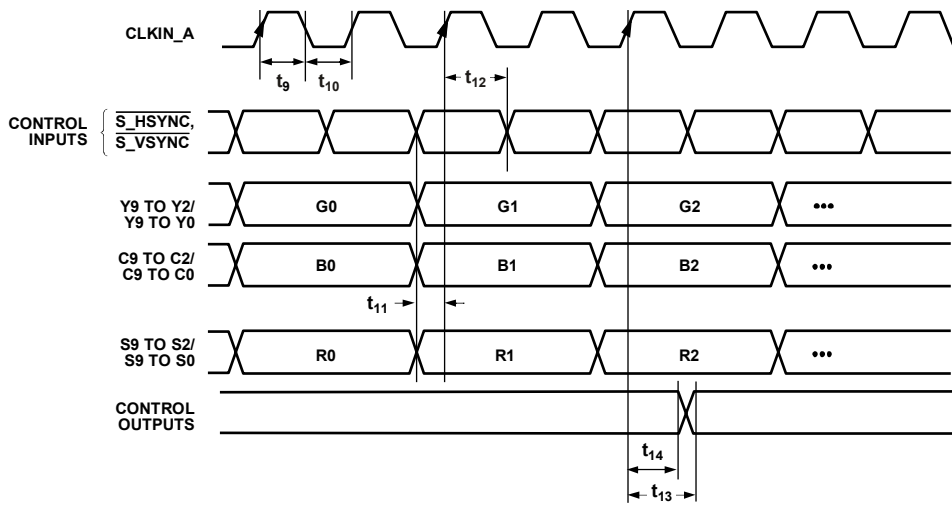 CLKIN_A
t9
t10
t12
CONTROL
INPUTS
S_HSYNC,
S_VSYNC
Y9 TO Y2/
Y9 TO Y0
G0
G1
G2
•••
C9 TO C2/
C9 TO C0
B0
B1
B2
•••
t11
S9 TO S2/
S9 TO S0
R0
R1
R2
•••
CONTROL
OUTPUTS
t14
t13